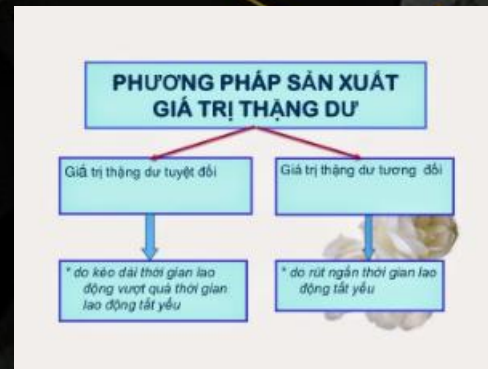 PHƯƠNG PHÁP SẢN XUẤT
GIÁ TRỊ THẶNG DƯ
Giá trị thặng dư tuyệt đối
Giá trị thặng dư tương đối
* do kéo dài thời gian lao
động vượt quá thời gian
lao động tất yếu
* do rút ngắn thời gian lao
động tất yếu